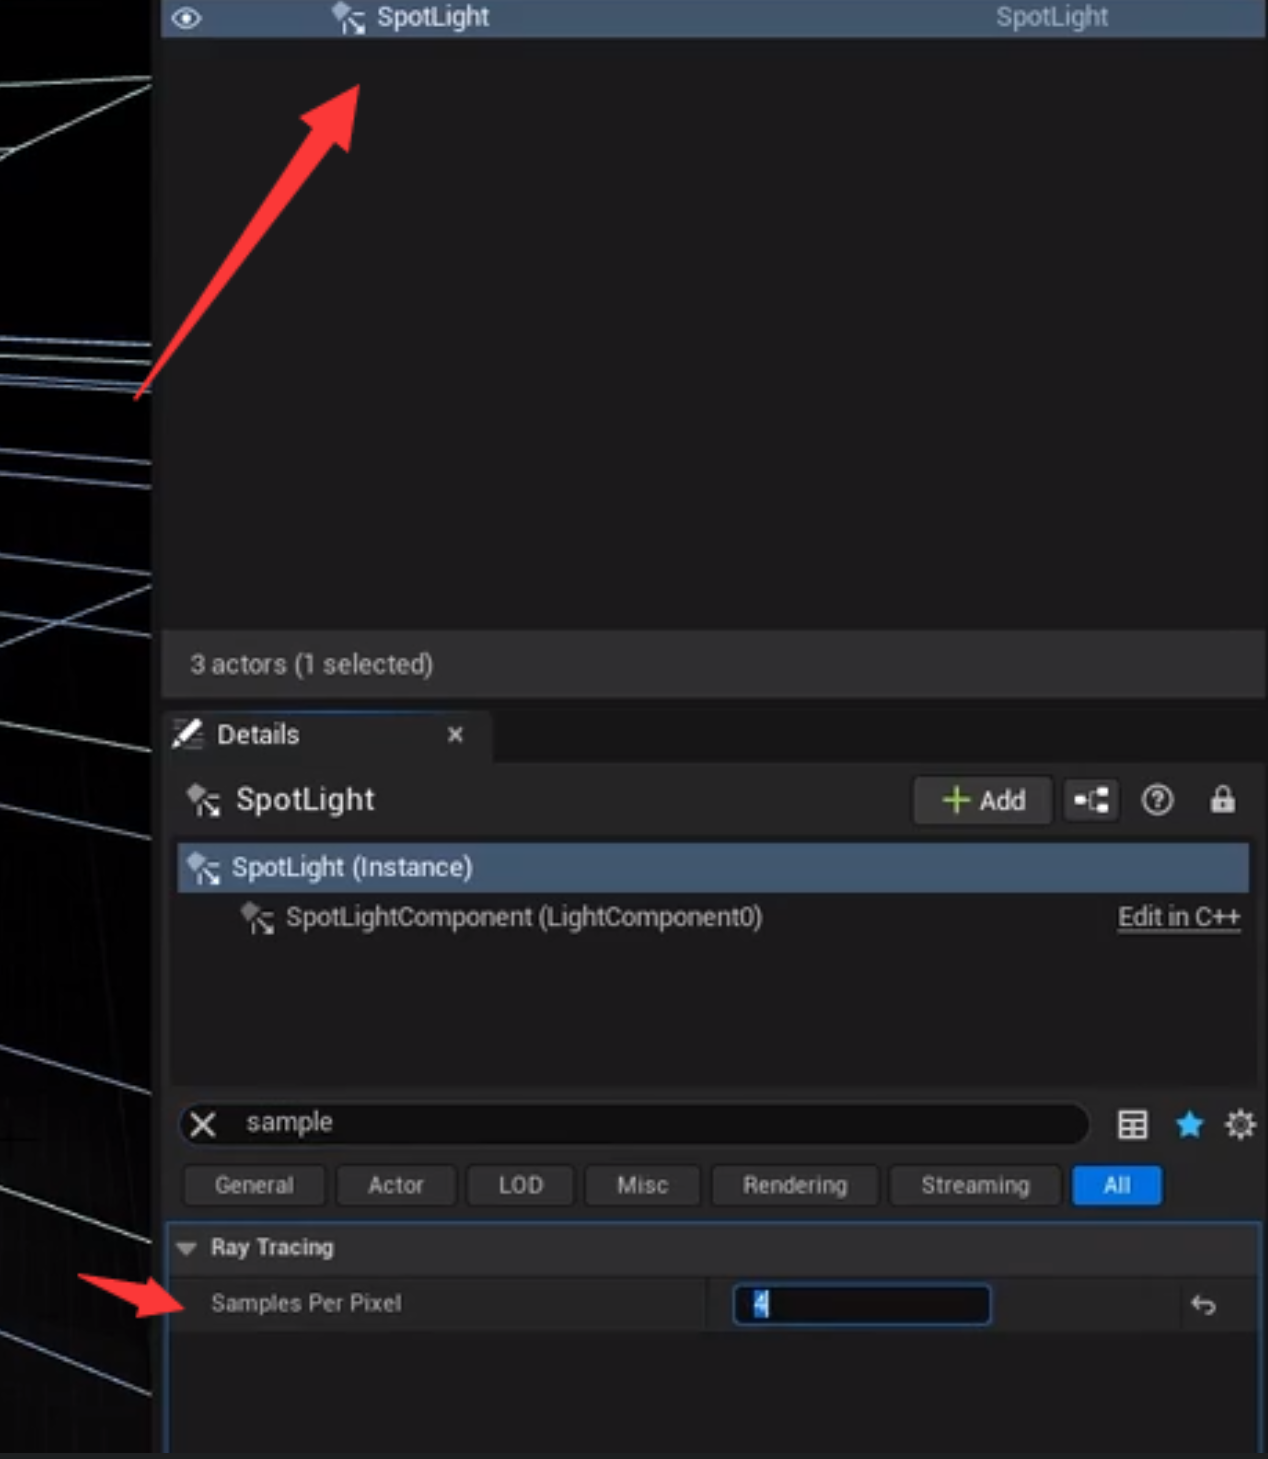 SpotLight SpotLight
3 actors (1 selected)
Details
SpotLight Add
SpotLight (Instance)
SpotLightComponent (LightComponent0) Edit in C++
sample
General Actor LOD Misc Rendering Streaming All
Ray Tracing
Samples Per Pixel 4